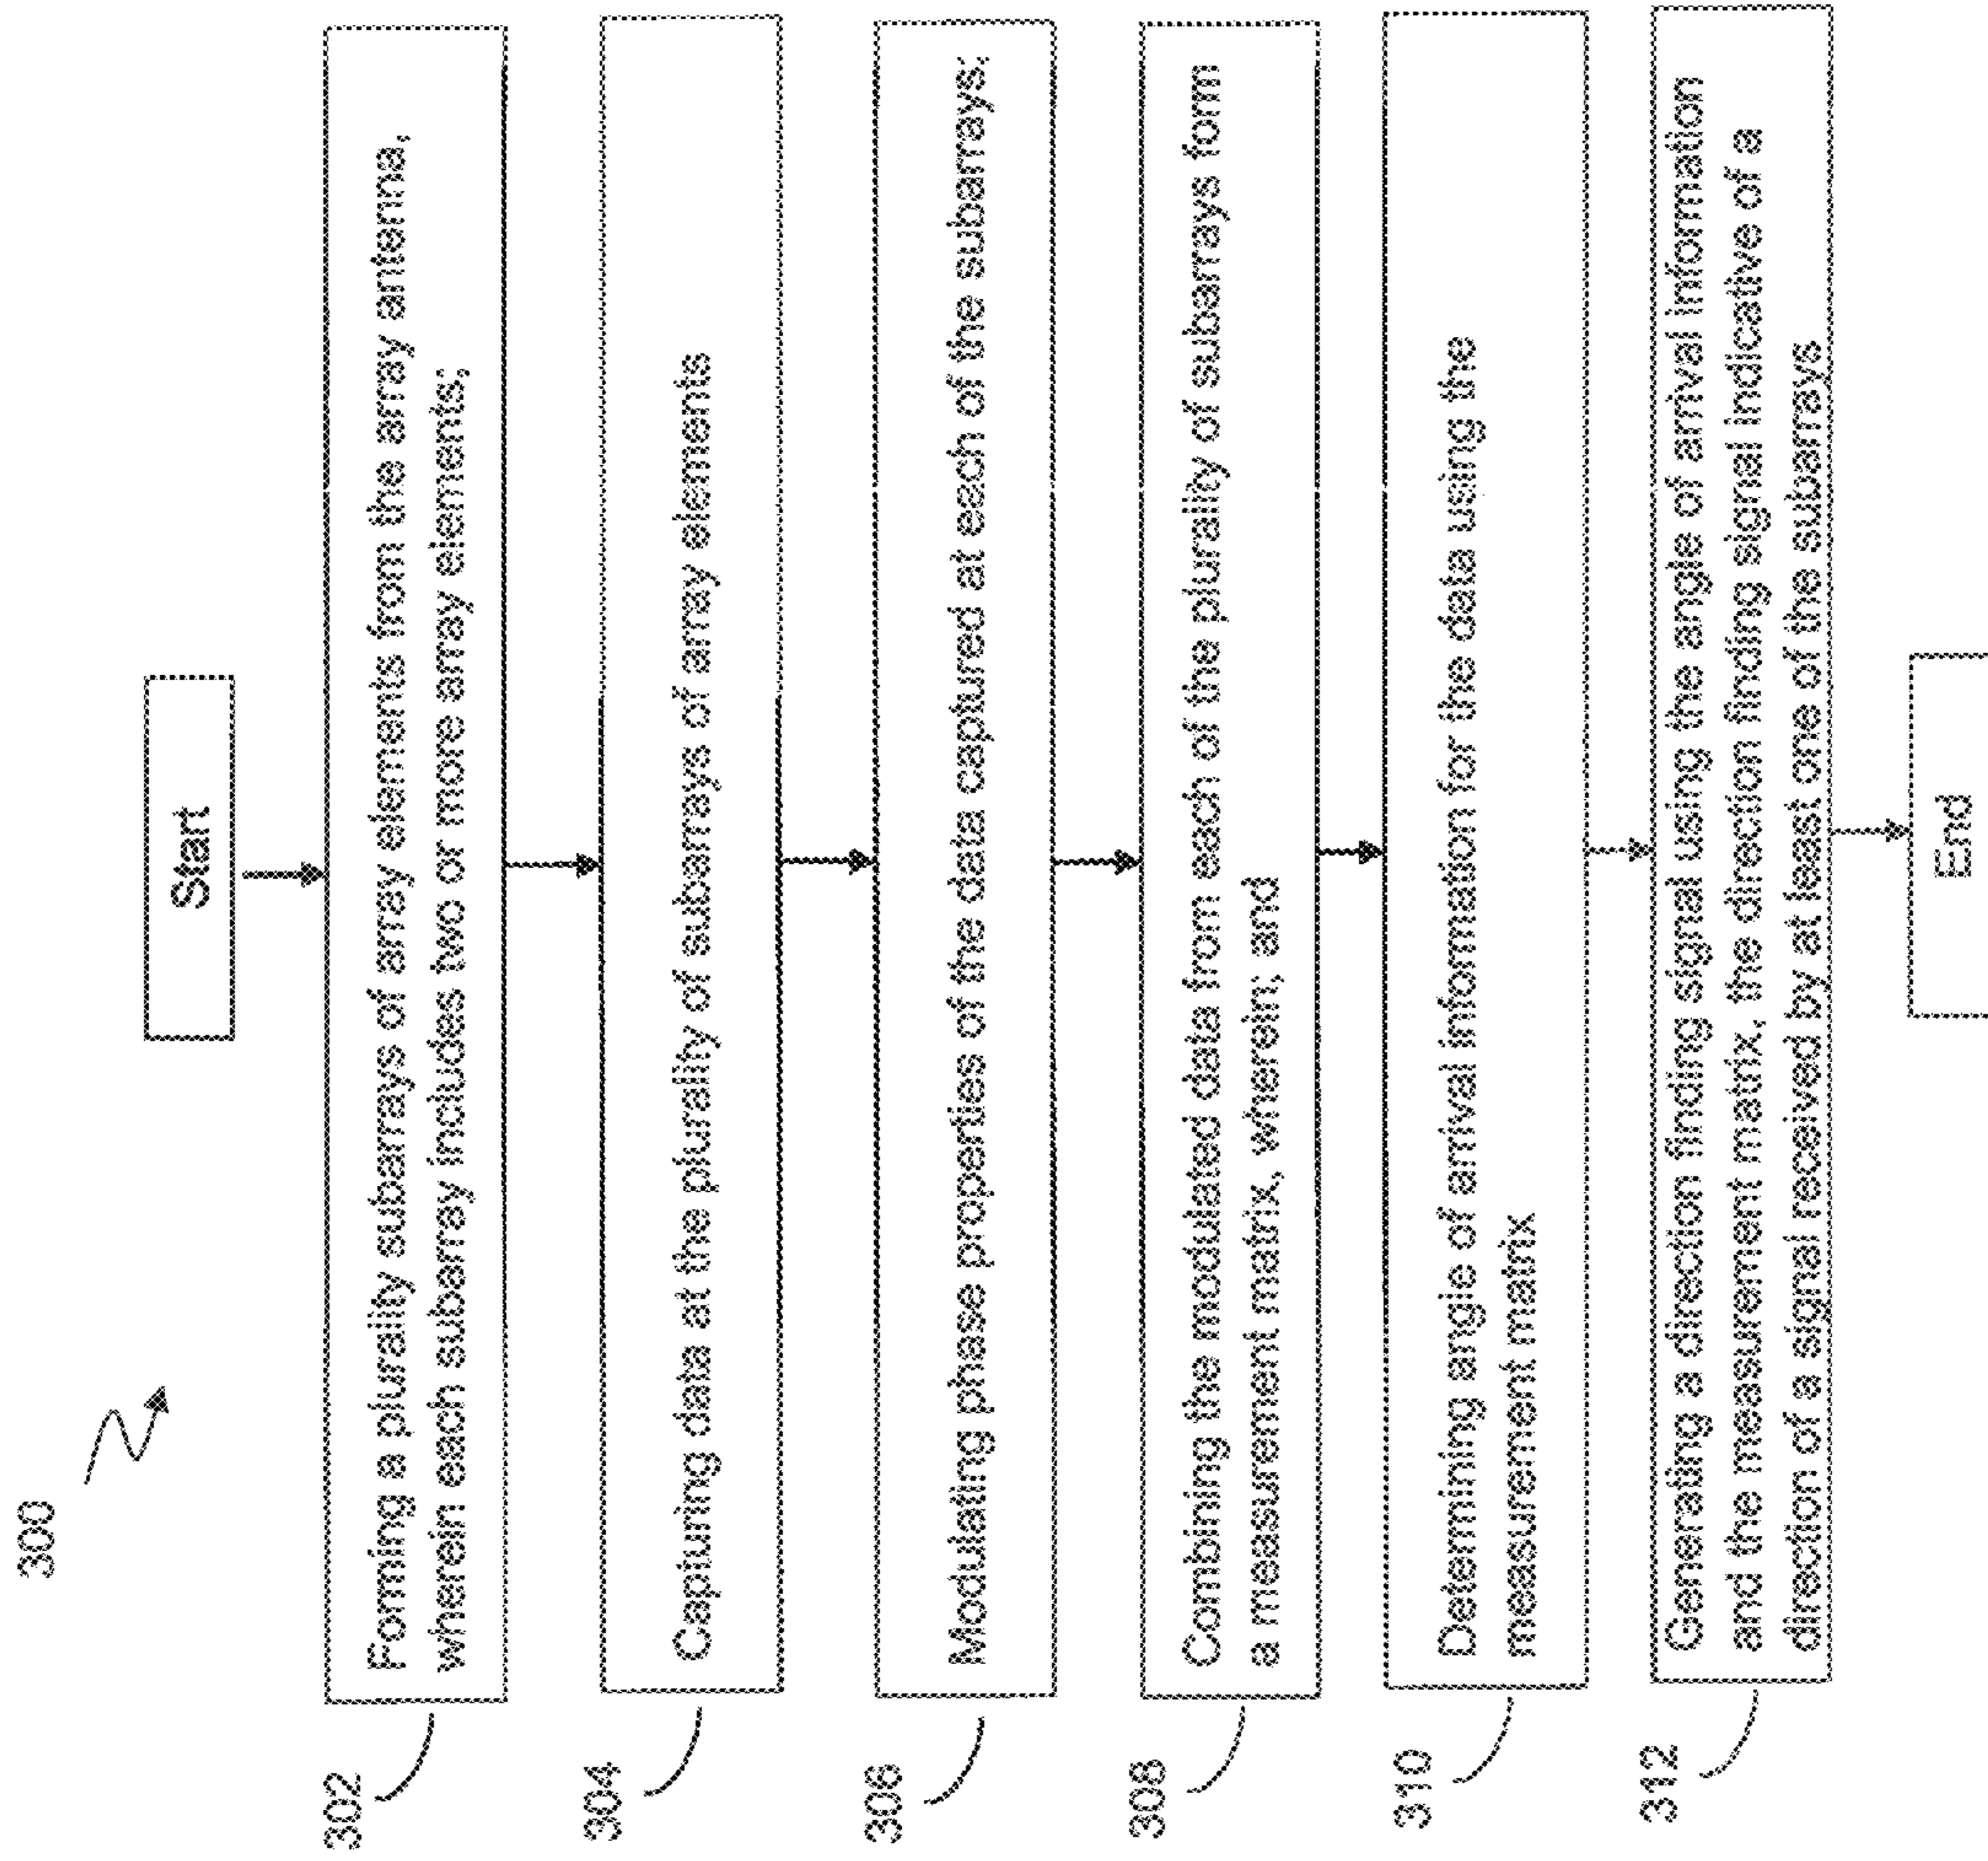 300
Start
302
Forming a plurality subarrays of array elements from the array antenna,
wherein each subarray includes two or more array elements;
304
Capturing data at the plurality of subarrays of array elements
306
Modulating phase properties of the data captured at each of the subarrays;
308
Combining the modulated data from each of the plurality of subarrays form
a measurement matrix, wherein; and
310
Determining angle of arrival information for the data using the
measurement matrix
312
Generating a direction finding signal using the angle of arrival information
and the measurement matrix, the direction finding signal indicative of a
direction of a signal received by at least one of the subarrays
End